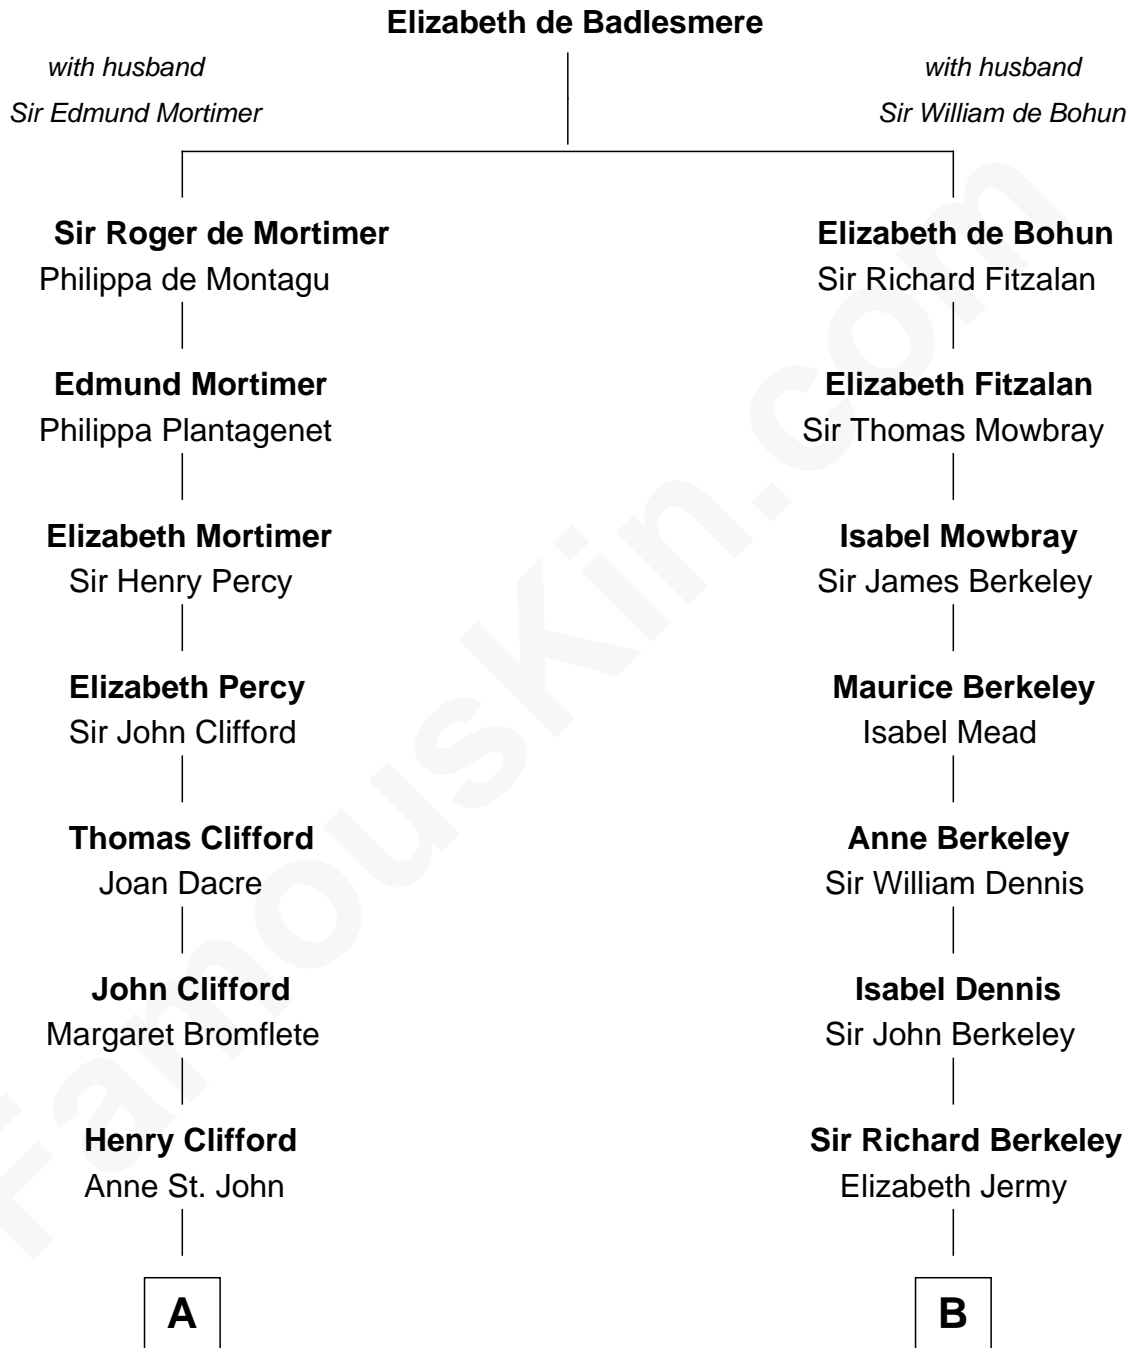 Elizabeth de Badlesmere
with husband
Sir Edmund Mortimer
with husband
Sir William de Bohun
Sir Roger de Mortimer
Philippa de Montagu
Elizabeth de Bohun
Sir Richard Fitzalan
Edmund Mortimer
Philippa Plantagenet
Elizabeth Fitzalan
Sir Thomas Mowbray
Elizabeth Mortimer
Sir Henry Percy
Isabel Mowbray
Sir James Berkeley
Elizabeth Percy
Sir John Clifford
Maurice Berkeley
Isabel Mead
Thomas Clifford
Joan Dacre
Anne Berkeley
Sir William Dennis
John Clifford
Margaret Bromflete
Isabel Dennis
Sir John Berkeley
Henry Clifford
Anne St. John
Sir Richard Berkeley
Elizabeth Jermy
A
B
FamousKin.com